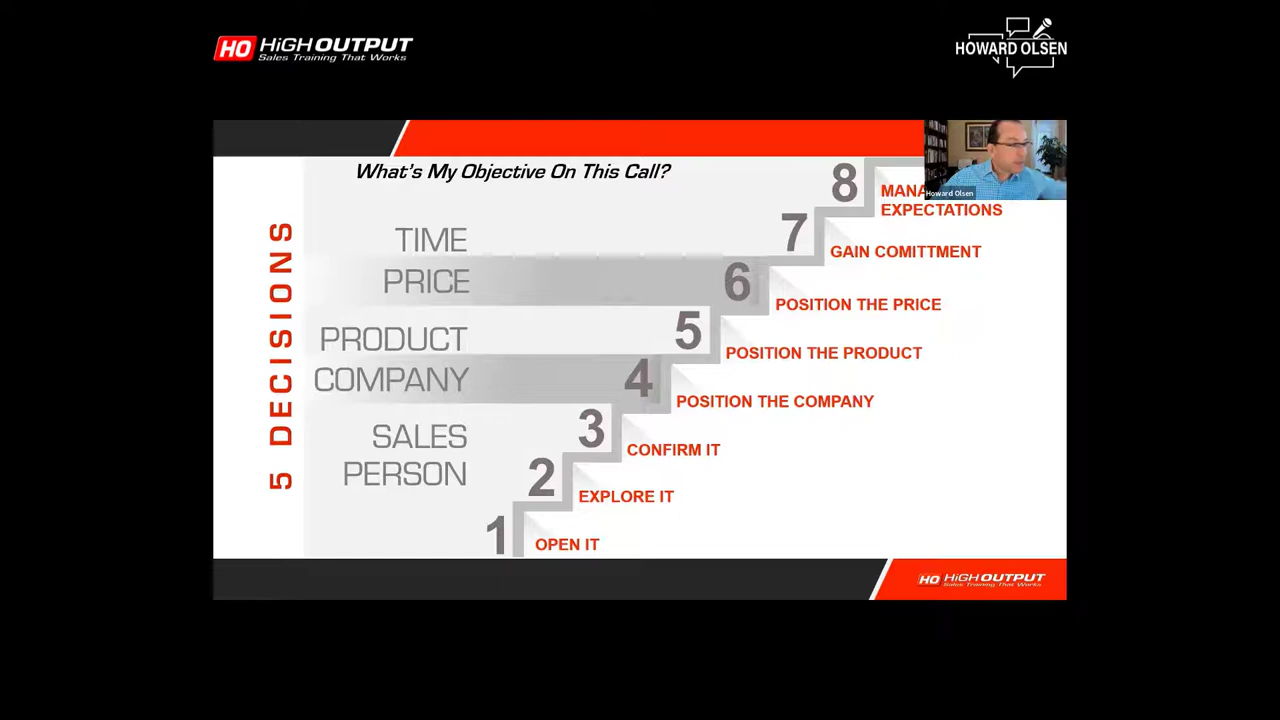 HO HiGH OUTPUT
Sales Training That Works
HOWARD OLSEN
What's My Objective On This Call?
5 DECISIONS
TIME
PRICE
PRODUCT
COMPANY
SALES
PERSON
8
EXPECTATIONS
7
GAIN COMITTMENT
6
POSITION THE PRICE
5
POSITION THE PRODUCT
4
POSITION THE COMPANY
3
CONFIRM IT
2
EXPLORE IT
1
OPEN IT
Howard Olsen
HO HiGH OUTPUT
Sales Training That Works